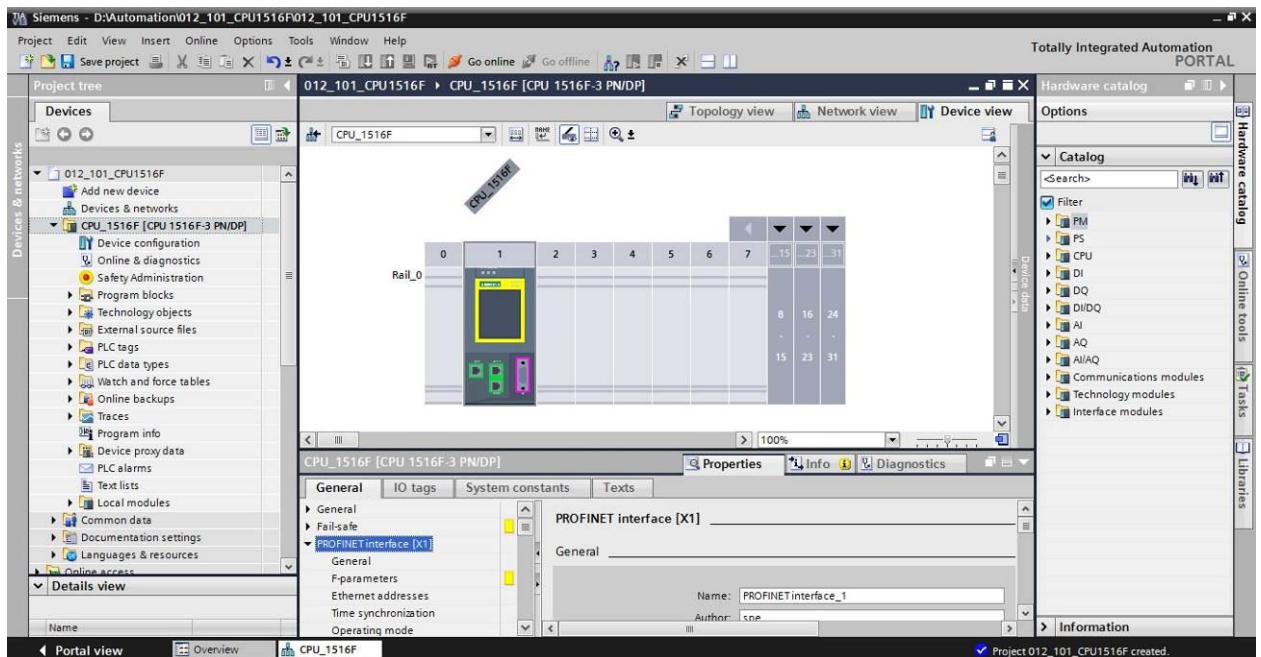 Siemens - D:\Automation\012_101_CPU1516F\012_101_CPU1516F
Project Edit View Insert Online Options Tools Window Help
Totally Integrated Automation
PORTAL
Save project Go online Go offline
Project tree
Devices
Devices & networks
012_101_CPU1516F
Add new device
Devices & networks
CPU_1516F [CPU 1516F-3 PN/DP]
Device configuration
Online & diagnostics
Safety Administration
Program blocks
Technology objects
External source files
PLC tags
PLC data types
Watch and force tables
Online backups
Traces
Program info
Device proxy data
PLC alarms
Text lists
Local modules
Common data
Documentation settings
Languages & resources
Online access
Details view
Name
012_101_CPU1516F CPU_1516F [CPU 1516F-3 PN/DP]
Topology view Network view Device view
CPU_1516F
CPU_1516F
0 1 2 3 4 5 6 7 ...15 ...23 ...31
Rail_0
8 16 24
15 23 31
Device data
100%
CPU_1516F [CPU 1516F-3 PN/DP]
Properties Info Diagnostics
General IO tags System constants Texts
General
Fail-safe
PROFINET interface [X1]
General
F-parameters
Ethernet addresses
Time synchronization
Operating mode
PROFINET interface [X1]
General
Name: PROFINET interface_1
Author: spe
Hardware catalog
Options
Catalog
<Search>
Filter
PM
PS
CPU
DI
DQ
DI/DQ
AI
AQ
AI/AQ
Communications modules
Technology modules
Interface modules
Information
Hardware catalog
Online tools
Tasks
Libraries
Portal view Overview CPU_1516F
Project 012_101_CPU1516F created.